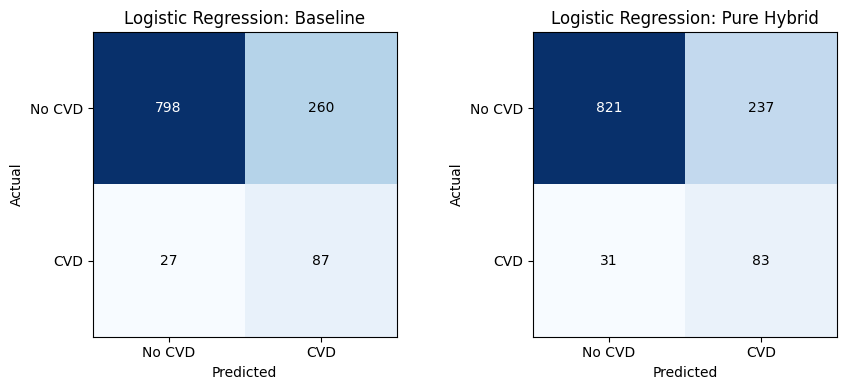 Logistic Regression: Baseline
No CVD
798
260
Actual
CVD
27
87
No CVD
CVD
Predicted
Logistic Regression: Pure Hybrid
No CVD
821
237
Actual
CVD
31
83
No CVD
CVD
Predicted